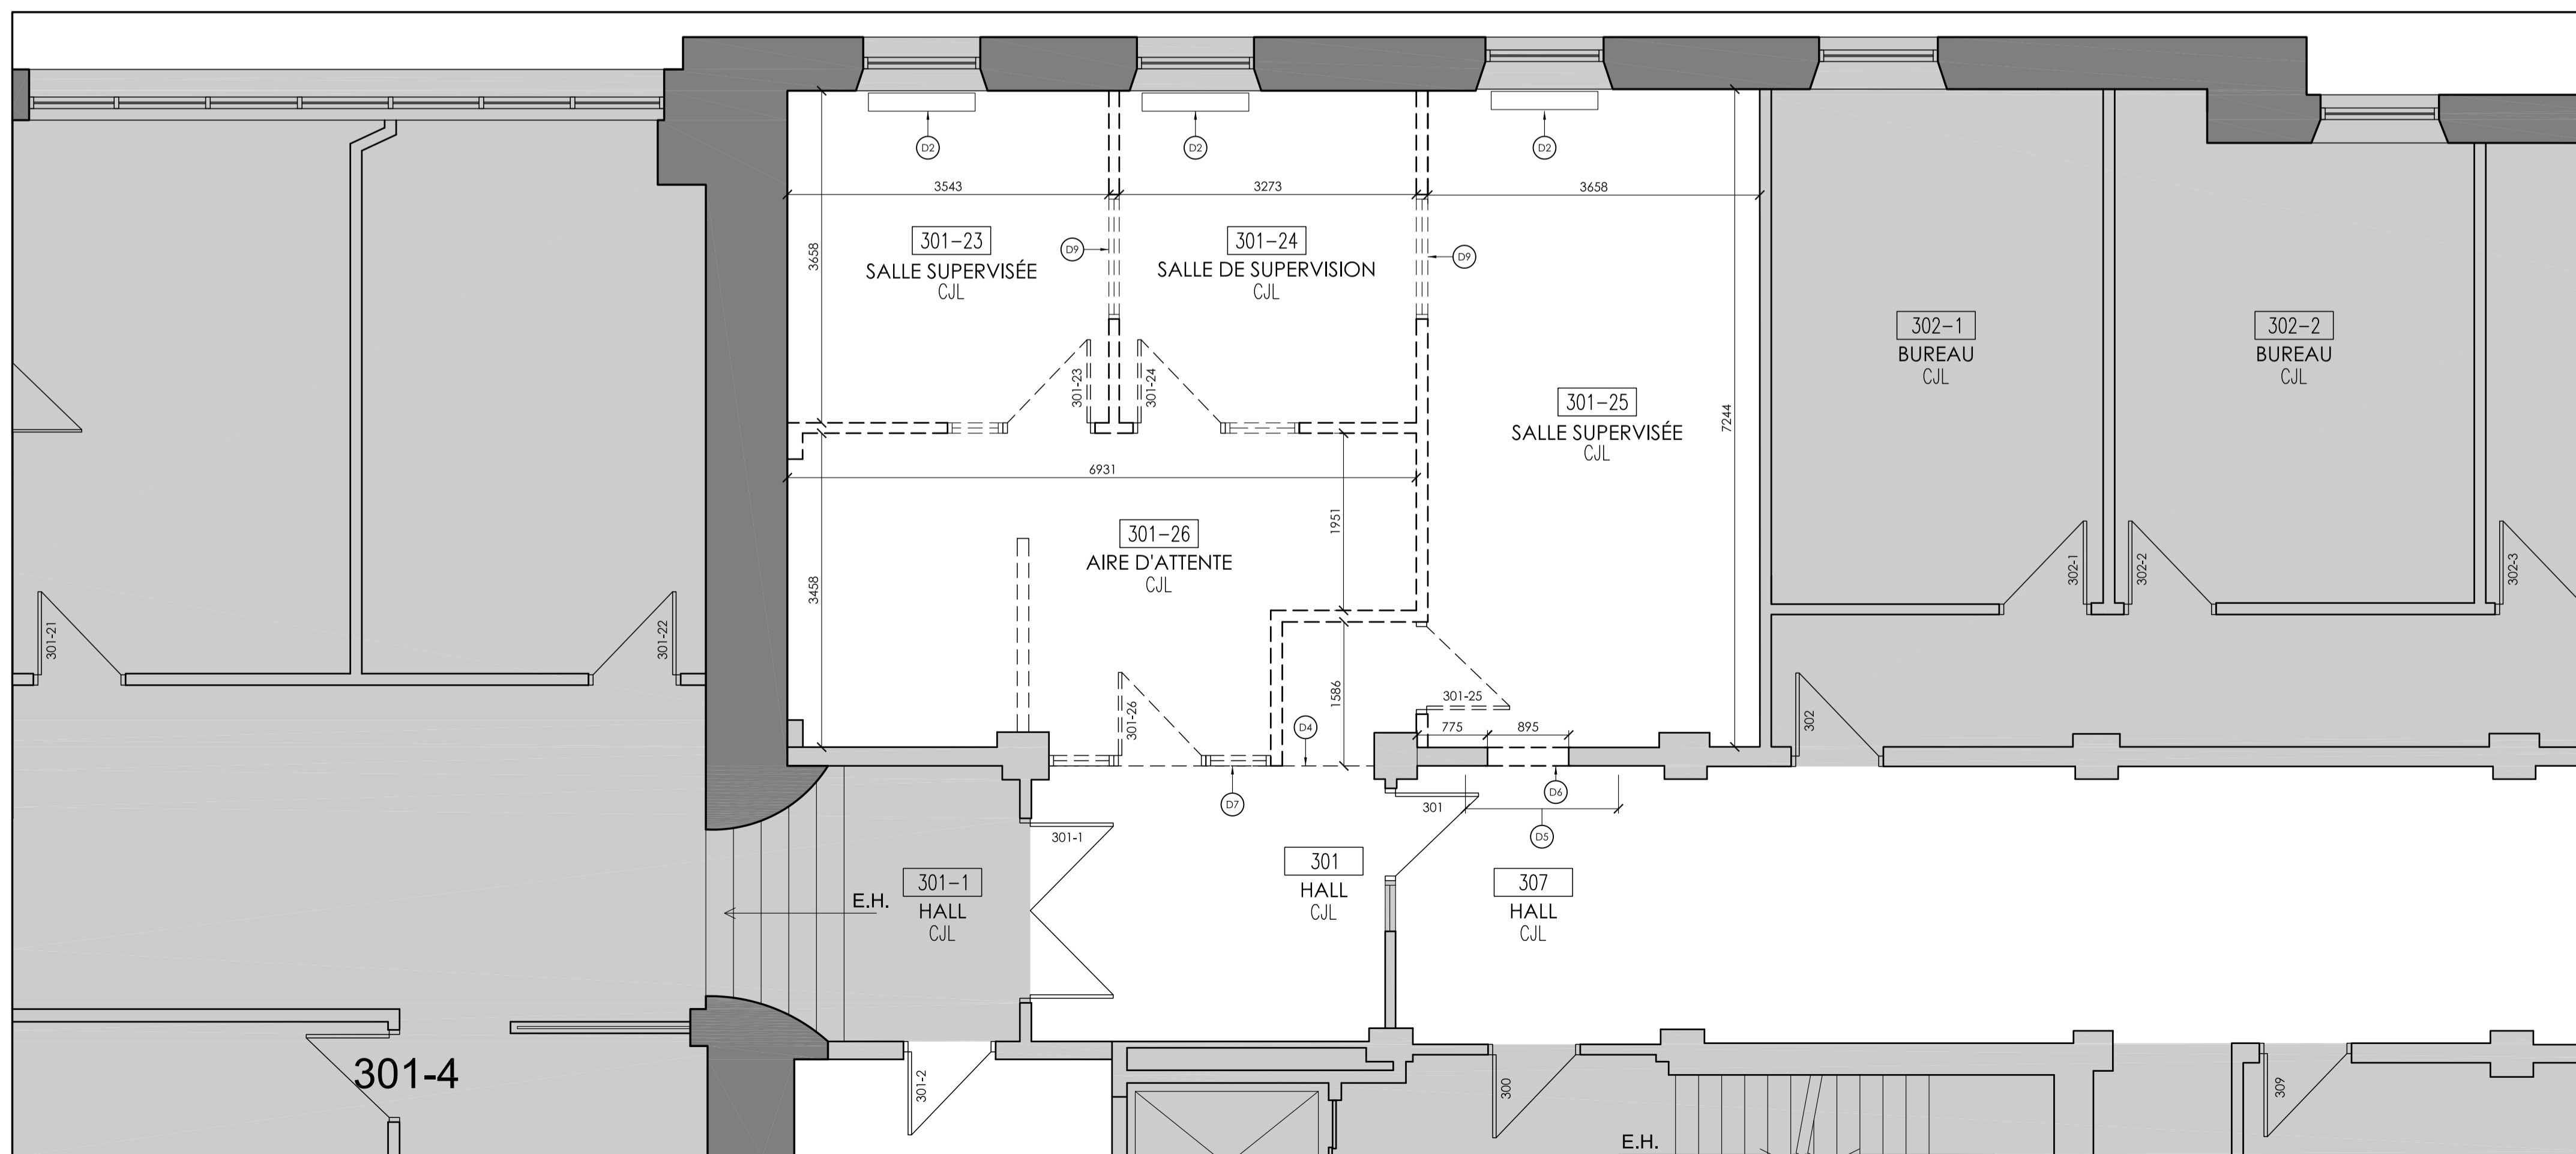 D2
D2
D2
3543
3273
3658
3658
301-23
SALLE SUPERVISÉE
CJL
D9
301-24
SALLE DE SUPERVISION
CJL
D9
301-23
301-24
301-25
SALLE SUPERVISÉE
CJL
7244
302-1
BUREAU
CJL
302-2
BUREAU
CJL
6931
1951
301-26
AIRE D'ATTENTE
CJL
3458
301-21
301-22
302-1
302-2
302-3
1586
301-25
301-26
D4
775
895
302
D7
D6
301
D5
301-1
301-1
HALL
CJL
E.H.
301
HALL
CJL
307
HALL
CJL
301-4
301-2
300
309
E.H.